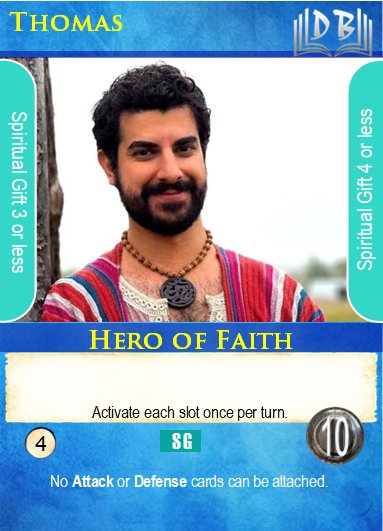 THOMAS
DB
Spiritual Gift 3 or less
Spiritual Gift 4 or less
HERO OF FAITH
Activate each slot once per turn.
4
SG
10
No Attack or Defense cards can be attached.